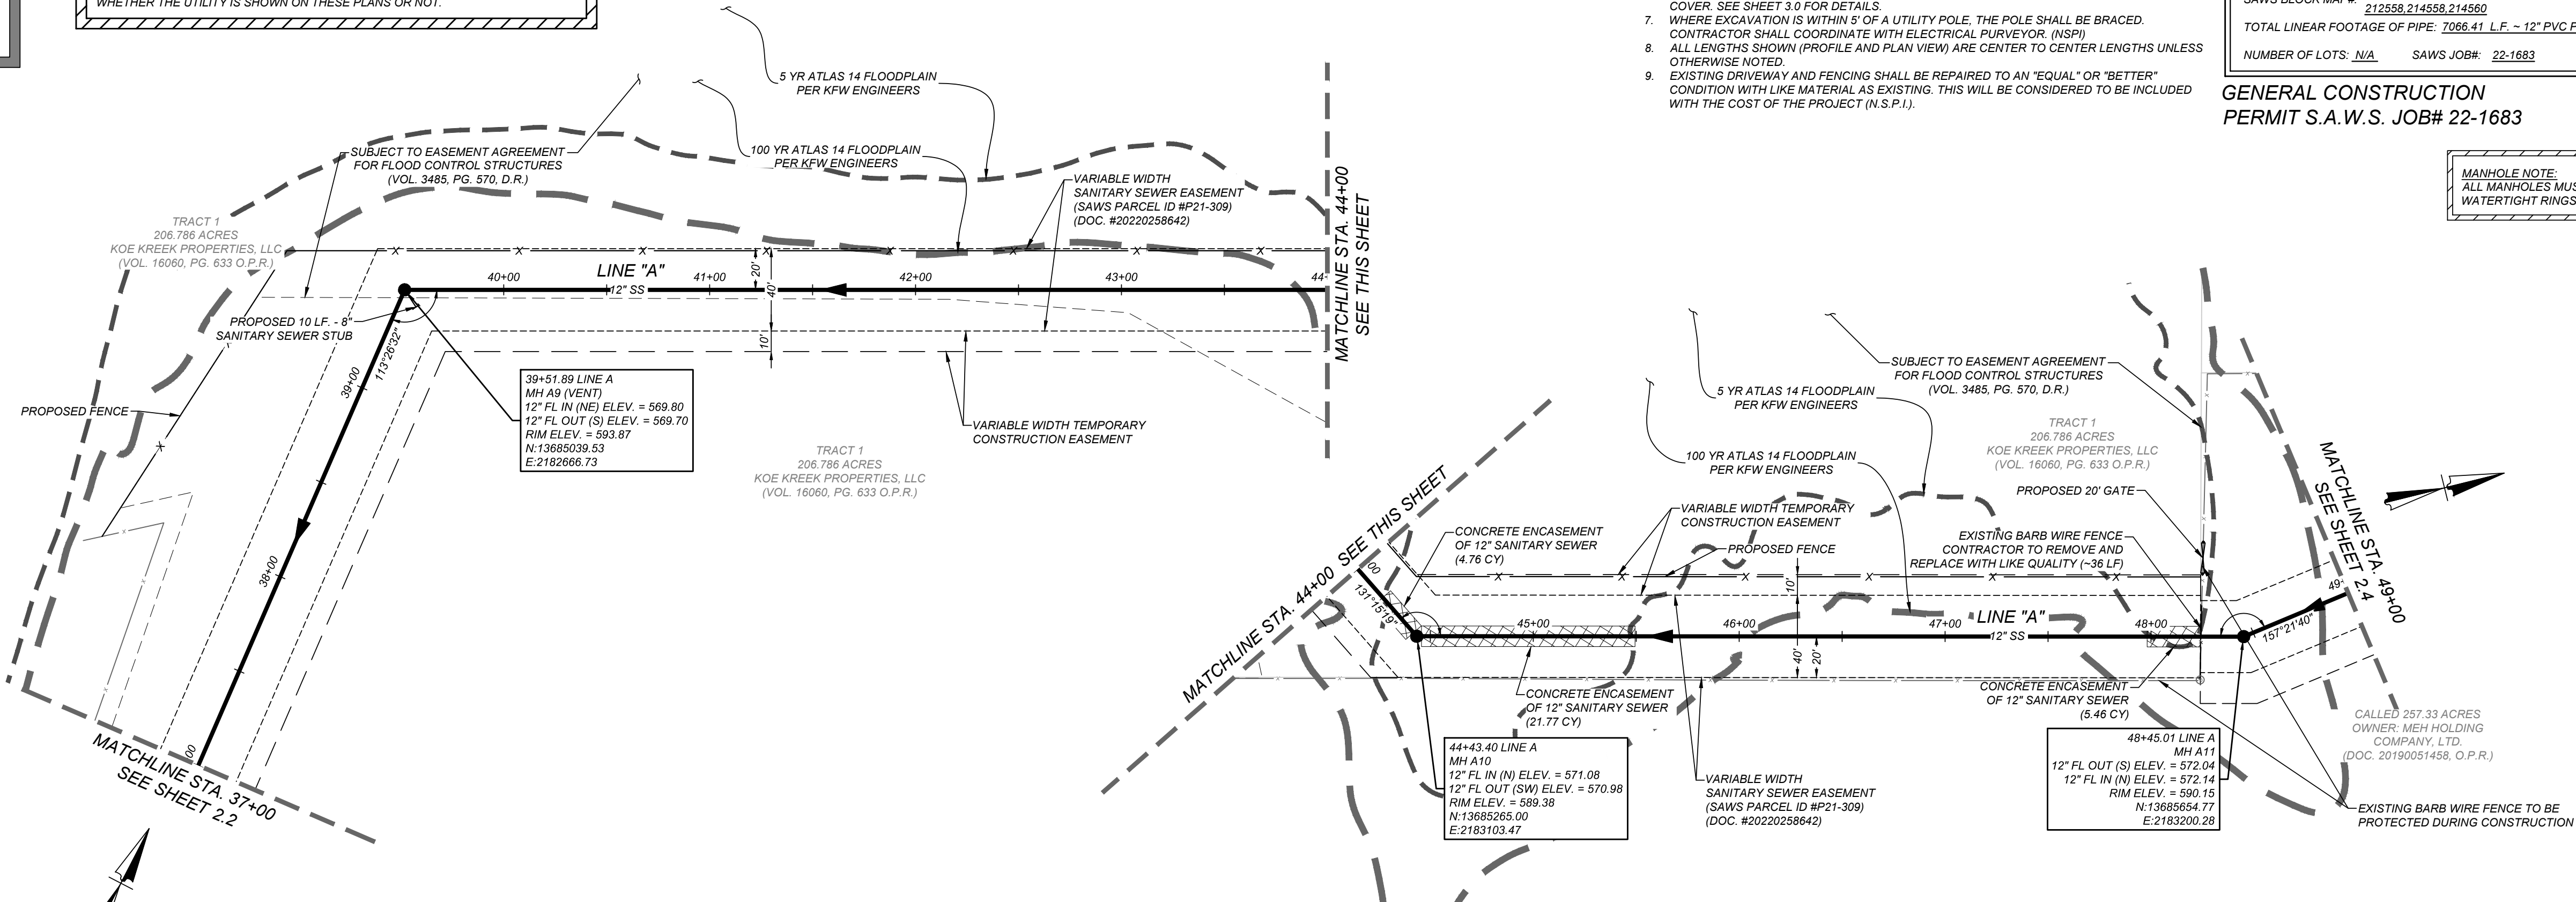 WHETHER THE UTILITY IS SHOWN ON THESE PLANS OR NOT.
COVER. SEE SHEET 3.0 FOR DETAILS.
7. WHERE EXCAVATION IS WITHIN 5' OF A UTILITY POLE, THE POLE SHALL BE BRACED.
CONTRACTOR SHALL COORDINATE WITH ELECTRICAL PURVEYOR. (NSPI)
8. ALL LENGTHS SHOWN (PROFILE AND PLAN VIEW) ARE CENTER TO CENTER LENGTHS UNLESS
OTHERWISE NOTED.
9. EXISTING DRIVEWAY AND FENCING SHALL BE REPAIRED TO AN "EQUAL" OR "BETTER"
CONDITION WITH LIKE MATERIAL AS EXISTING. THIS WILL BE CONSIDERED TO BE INCLUDED
WITH THE COST OF THE PROJECT (N.S.P.I.).
SAWS BLOCK MAP #:
212558,214558,214560
TOTAL LINEAR FOOTAGE OF PIPE: 7066.41 L.F. ~ 12" PVC
NUMBER OF LOTS: N/A SAWS JOB#: 22-1683
GENERAL CONSTRUCTION
PERMIT S.A.W.S. JOB# 22-1683
MANHOLE NOTE:
ALL MANHOLES MUS
WATERTIGHT RINGS
5 YR ATLAS 14 FLOODPLAIN
PER KFW ENGINEERS
100 YR ATLAS 14 FLOODPLAIN
PER KFW ENGINEERS
SUBJECT TO EASEMENT AGREEMENT
FOR FLOOD CONTROL STRUCTURES
(VOL. 3485, PG. 570, D.R.)
VARIABLE WIDTH
SANITARY SEWER EASEMENT
(SAWS PARCEL ID #P21-309)
(DOC. #20220258642)
TRACT 1
206.786 ACRES
KOE KREEK PROPERTIES, LLC
(VOL. 16060, PG. 633 O.P.R.)
LINE "A"
40+00
41+00
42+00
43+00
44-
12" SS
20'
40'
10'
MATCHLINE STA. 44+00
SEE THIS SHEET
PROPOSED 10 LF. - 8"
SANITARY SEWER STUB
113°26'32"
39+00
38+00
00
PROPOSED FENCE
39+51.89 LINE A
MH A9 (VENT)
12" FL IN (NE) ELEV. = 569.80
12" FL OUT (S) ELEV. = 569.70
RIM ELEV. = 593.87
N:13685039.53
E:2182666.73
VARIABLE WIDTH TEMPORARY
CONSTRUCTION EASEMENT
TRACT 1
206.786 ACRES
KOE KREEK PROPERTIES, LLC
(VOL. 16060, PG. 633 O.P.R.)
MATCHLINE STA. 37+00
SEE SHEET 2.2
SUBJECT TO EASEMENT AGREEMENT
FOR FLOOD CONTROL STRUCTURES
(VOL. 3485, PG. 570, D.R.)
5 YR ATLAS 14 FLOODPLAIN
PER KFW ENGINEERS
TRACT 1
206.786 ACRES
KOE KREEK PROPERTIES, LLC
(VOL. 16060, PG. 633 O.P.R.)
100 YR ATLAS 14 FLOODPLAIN
PER KFW ENGINEERS
PROPOSED 20' GATE
MATCHLINE STA. 49+00
SEE SHEET 2.4
MATCHLINE STA. 44+00 SEE THIS SHEET
VARIABLE WIDTH TEMPORARY
CONSTRUCTION EASEMENT
CONCRETE ENCASEMENT
OF 12" SANITARY SEWER
(4.76 CY)
PROPOSED FENCE
EXISTING BARB WIRE FENCE
CONTRACTOR TO REMOVE AND
REPLACE WITH LIKE QUALITY (~36 LF)
00
131°15'19"
45+00
46+00
47+00
LINE "A"
48+00
49-
12" SS
157°21'40"
10'
40'
20'
CONCRETE ENCASEMENT
OF 12" SANITARY SEWER
(21.77 CY)
CONCRETE ENCASEMENT
OF 12" SANITARY SEWER
(5.46 CY)
44+43.40 LINE A
MH A10
12" FL IN (N) ELEV. = 571.08
12" FL OUT (SW) ELEV. = 570.98
RIM ELEV. = 589.38
N:13685265.00
E:2183103.47
VARIABLE WIDTH
SANITARY SEWER EASEMENT
(SAWS PARCEL ID #P21-309)
(DOC. #20220258642)
48+45.01 LINE A
MH A11
12" FL OUT (S) ELEV. = 572.04
12" FL IN (N) ELEV. = 572.14
RIM ELEV. = 590.15
N:13685654.77
E:2183200.28
CALLED 257.33 ACRES
OWNER: MEH HOLDING
COMPANY, LTD.
(DOC. 20190051458, O.P.R.)
EXISTING BARB WIRE FENCE TO BE
PROTECTED DURING CONSTRUCTION